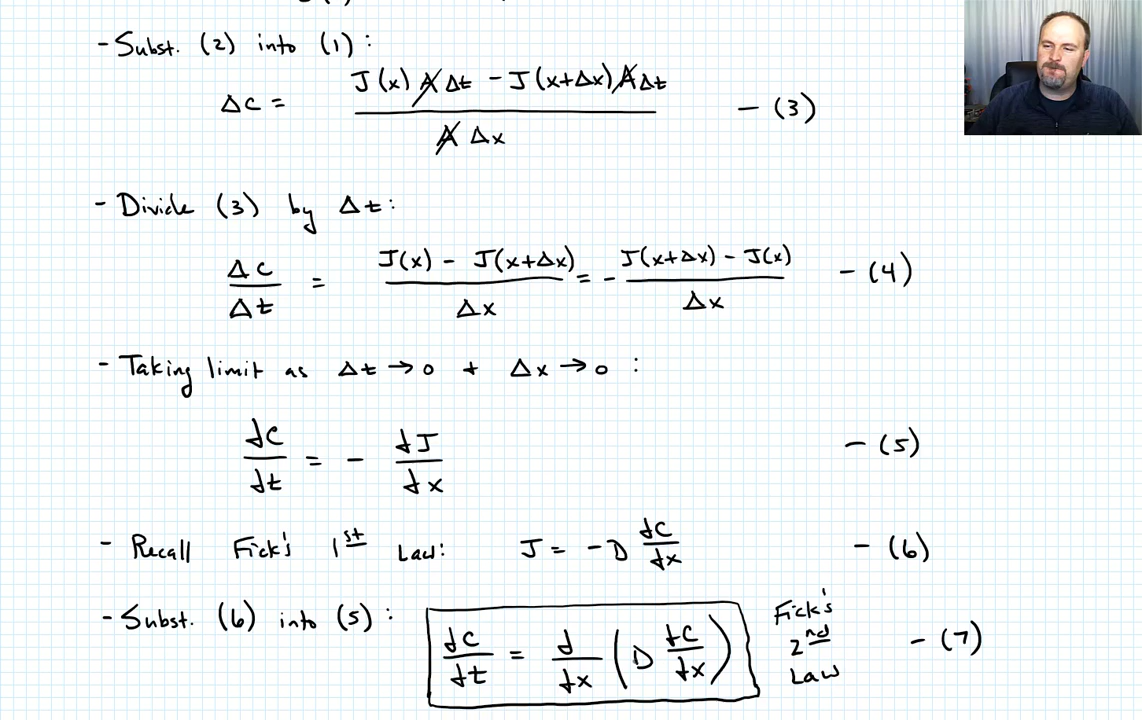 - Subst. (2) into (1) :
Δc = J(x) A Δt - J(x+Δx) A Δt / A Δx - (3)
- Divide (3) by Δt :
Δc / Δt = J(x) - J(x+Δx) / Δx = - J(x+Δx) - J(x) / Δx - (4)
- Taking limit as Δt → 0 + Δx → 0 :
dc / dt = - dJ / dx - (5)
- Recall Fick's 1st Law: J = -D dc / dx - (6)
- Subst. (6) into (5) : dc / dt = d / dx (D dc / dx) Fick's 2nd Law - (7)